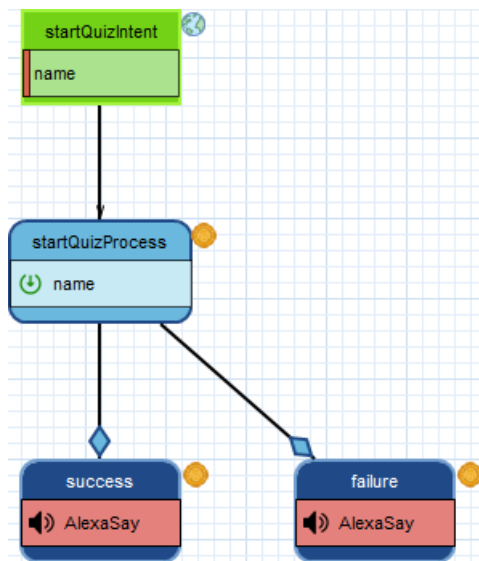 startQuizIntent
name
startQuizProcess
name
success
failure
AlexaSay
AlexaSay